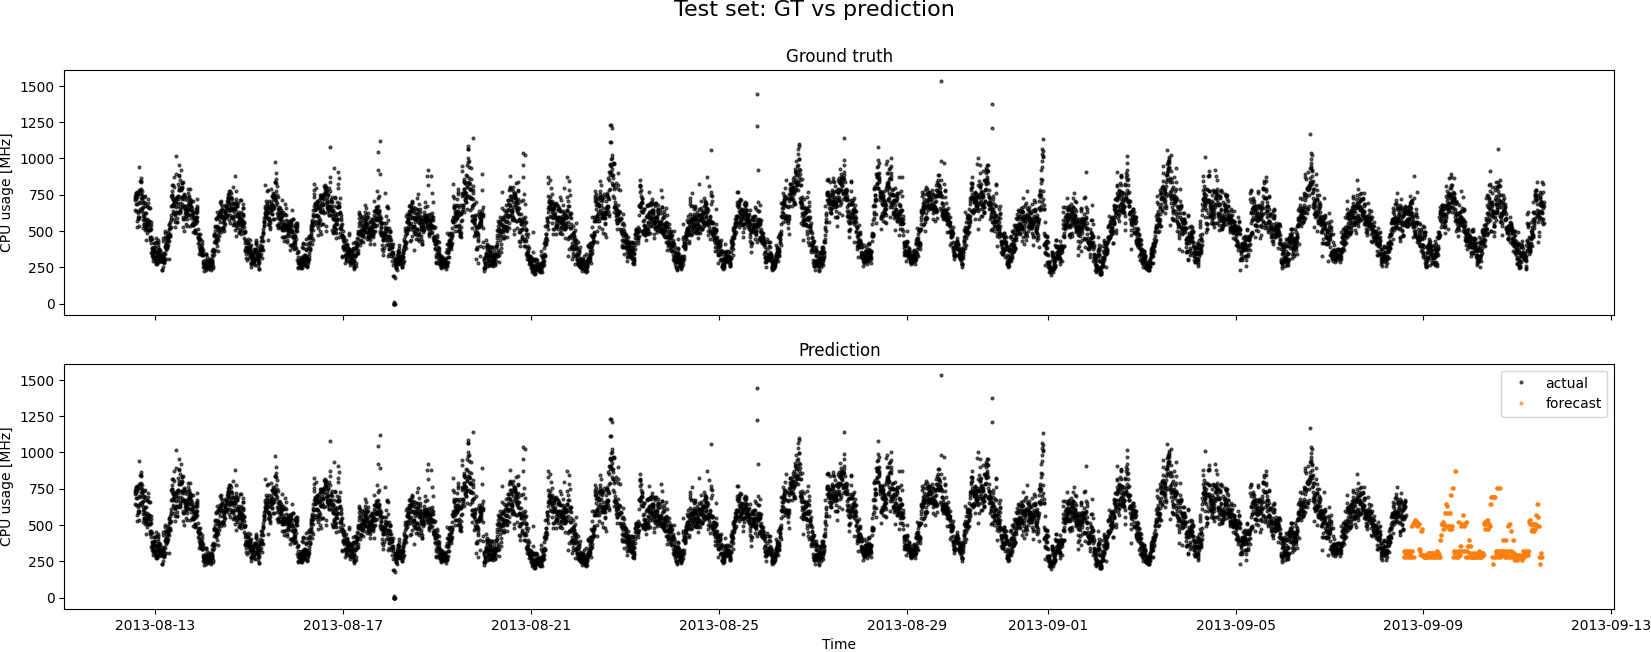 Test set: GT vs prediction
Ground truth
CPU usage [MHz]
1500
1250
1000
750
500
250
0
Prediction
CPU usage [MHz]
1500
1250
1000
750
500
250
0
actual
forecast
2013-08-13 2013-08-17 2013-08-21 2013-08-25 2013-08-29 2013-09-01 2013-09-05 2013-09-09 2013-09-13
Time